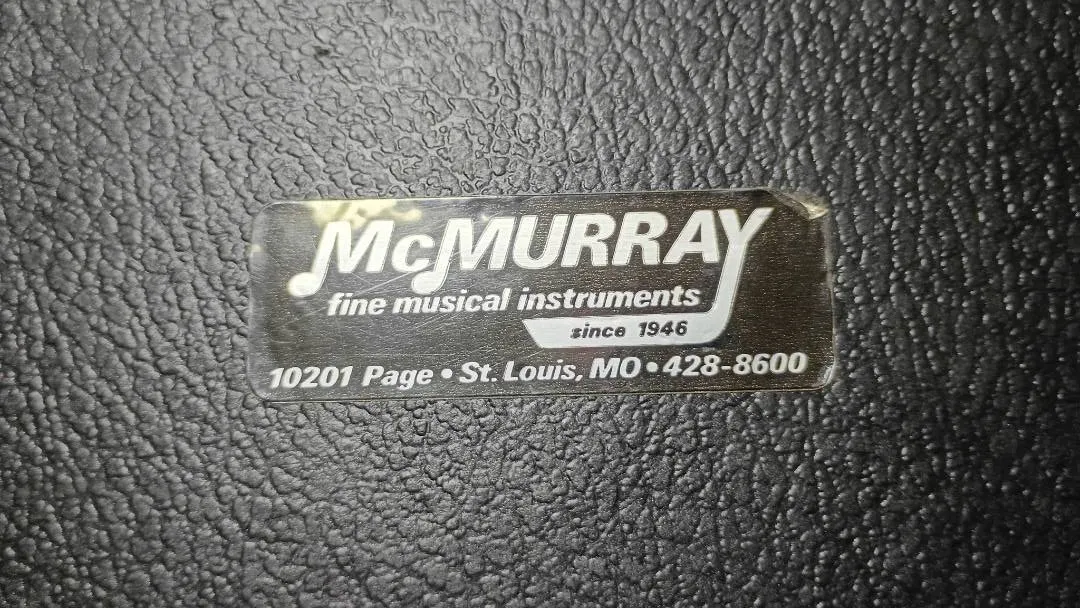 McMURRAY
fine musical instruments
since 1946
10201 Page • St. Louis, MO • 428-8600